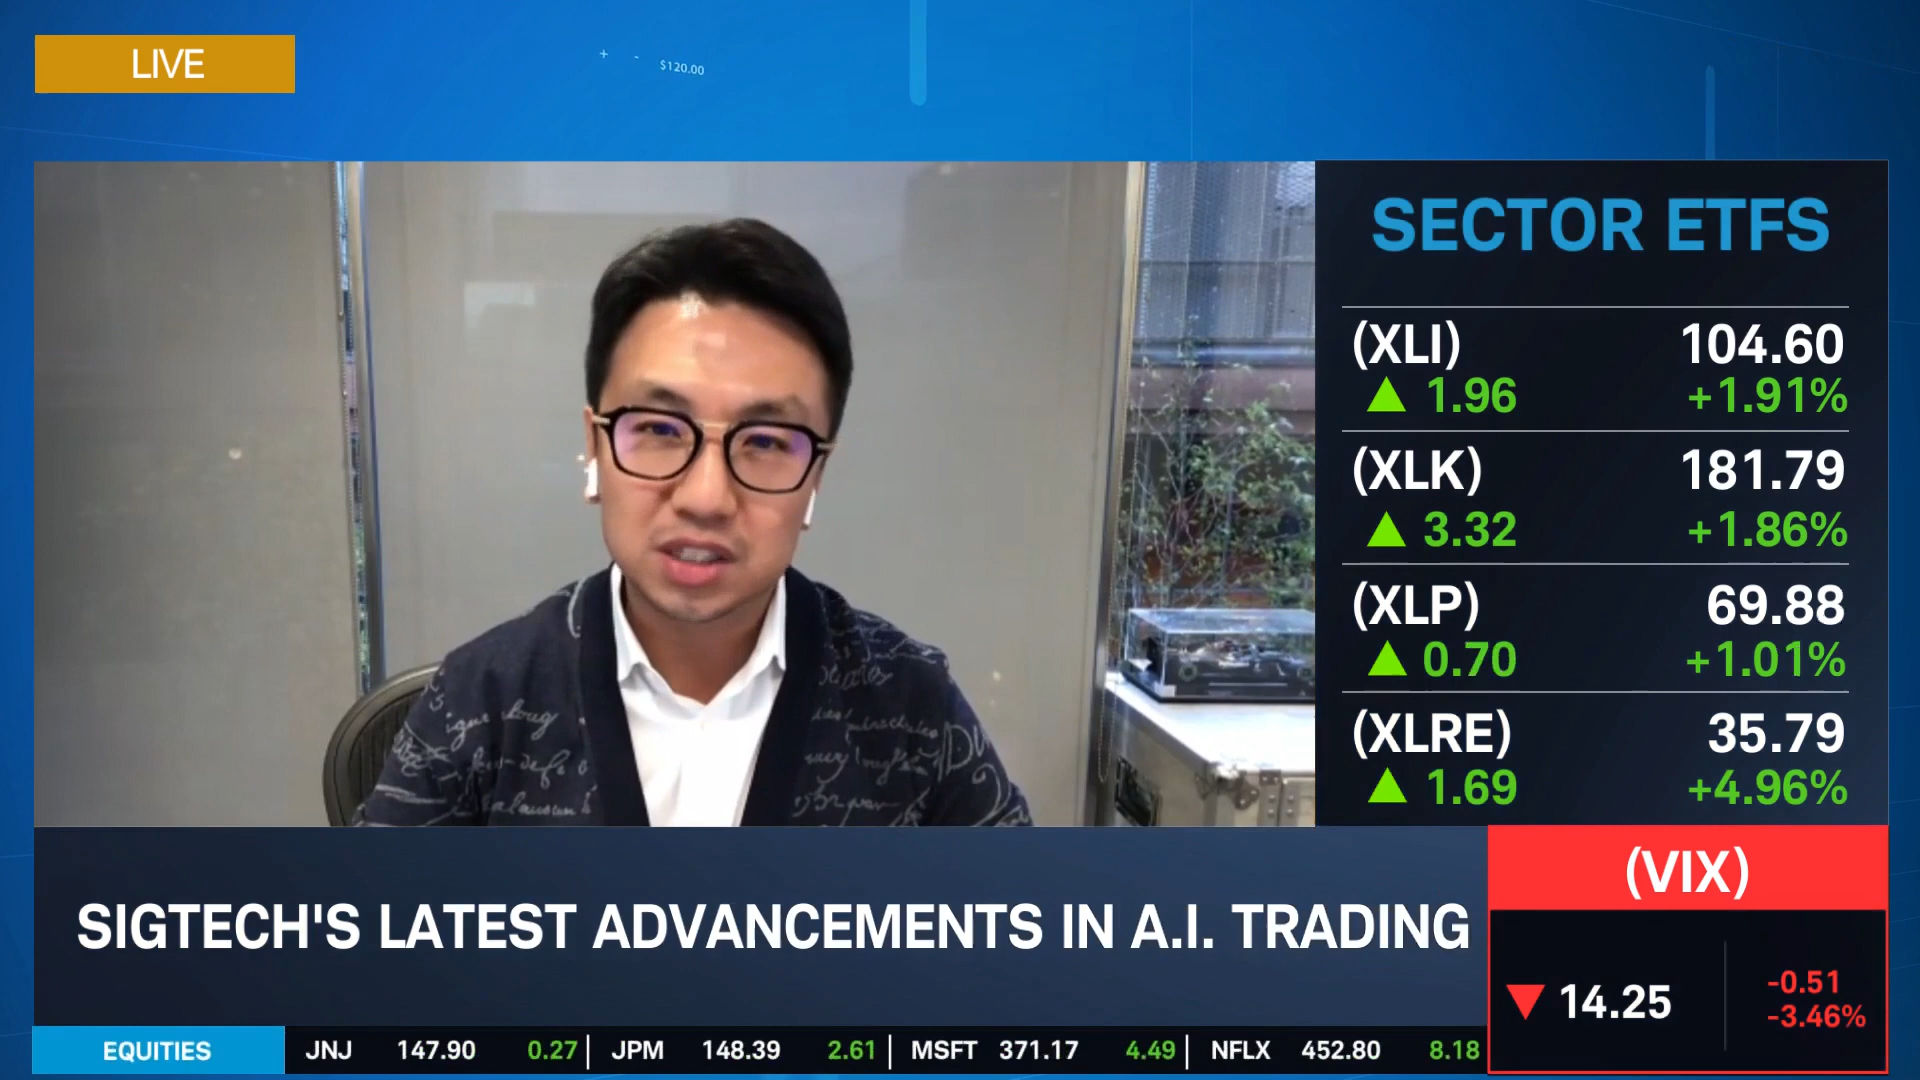 LIVE
+ - $120.00
SECTOR ETFS
(XLI) 104.60
▲ 1.96 +1.91%
(XLK) 181.79
▲ 3.32 +1.86%
(XLP) 69.88
▲ 0.70 +1.01%
(XLRE) 35.79
▲ 1.69 +4.96%
SIGTECH'S LATEST ADVANCEMENTS IN A.I. TRADING
(VIX)
▼ 14.25
-0.51
-3.46%
EQUITIES JNJ 147.90 0.27 | JPM 148.39 2.61 | MSFT 371.17 4.49 | NFLX 452.80 8.18